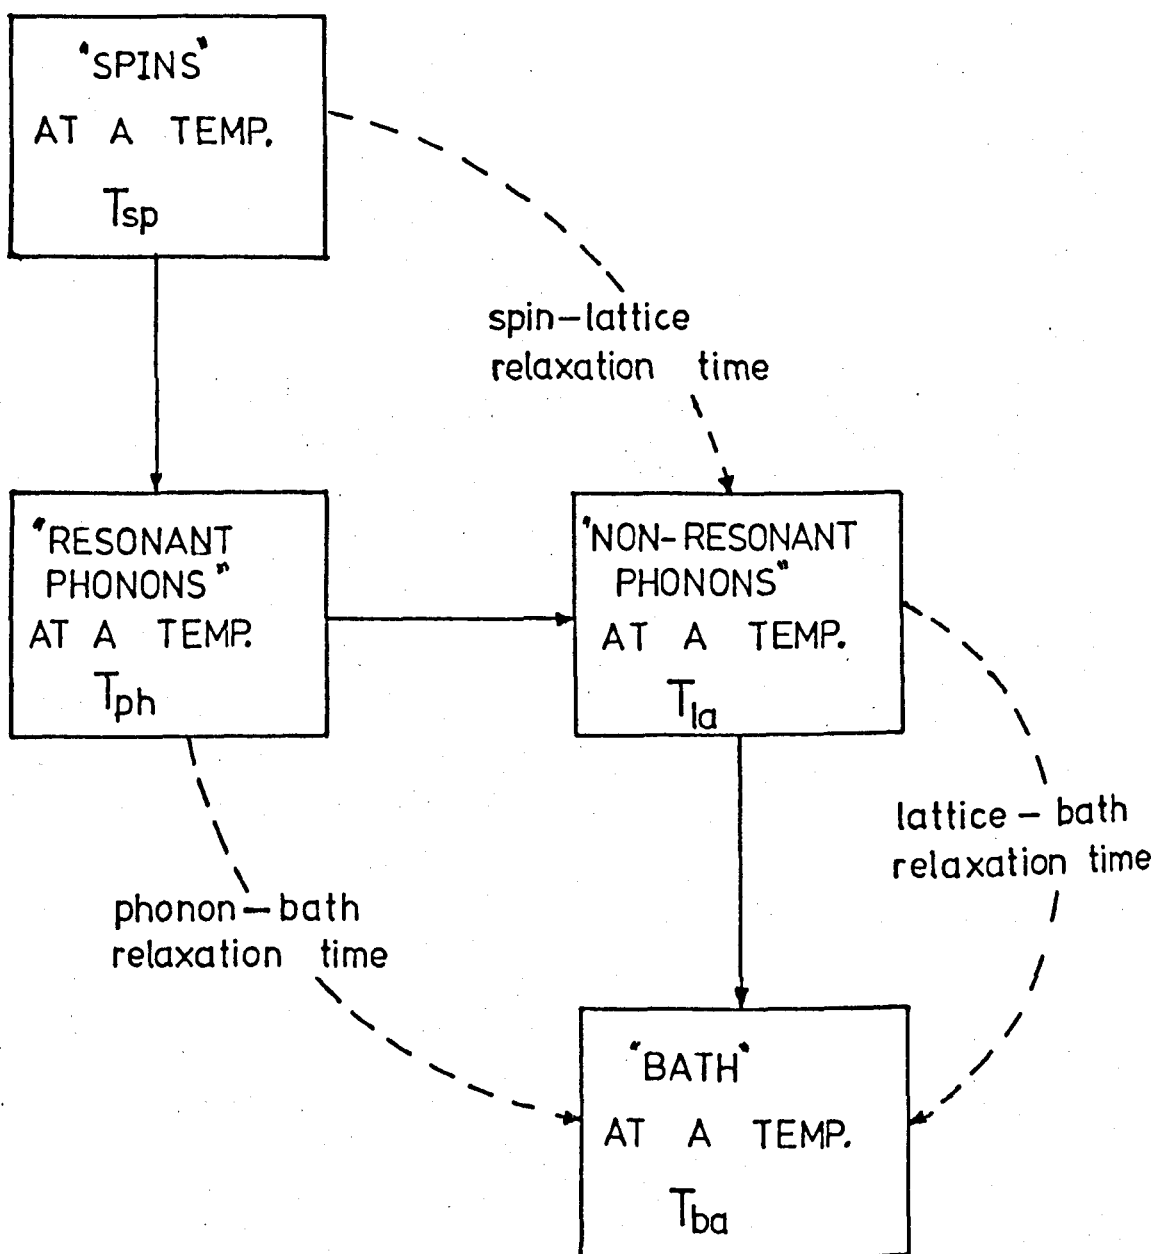 "SPINS"
AT A TEMP.
Tsp
spin-lattice
relaxation time
"RESONANT
PHONONS"
AT A TEMP.
Tph
"NON-RESONANT
PHONONS"
AT A TEMP.
Tla
lattice - bath
relaxation time
phonon-bath
relaxation time
"BATH"
AT A TEMP.
Tba